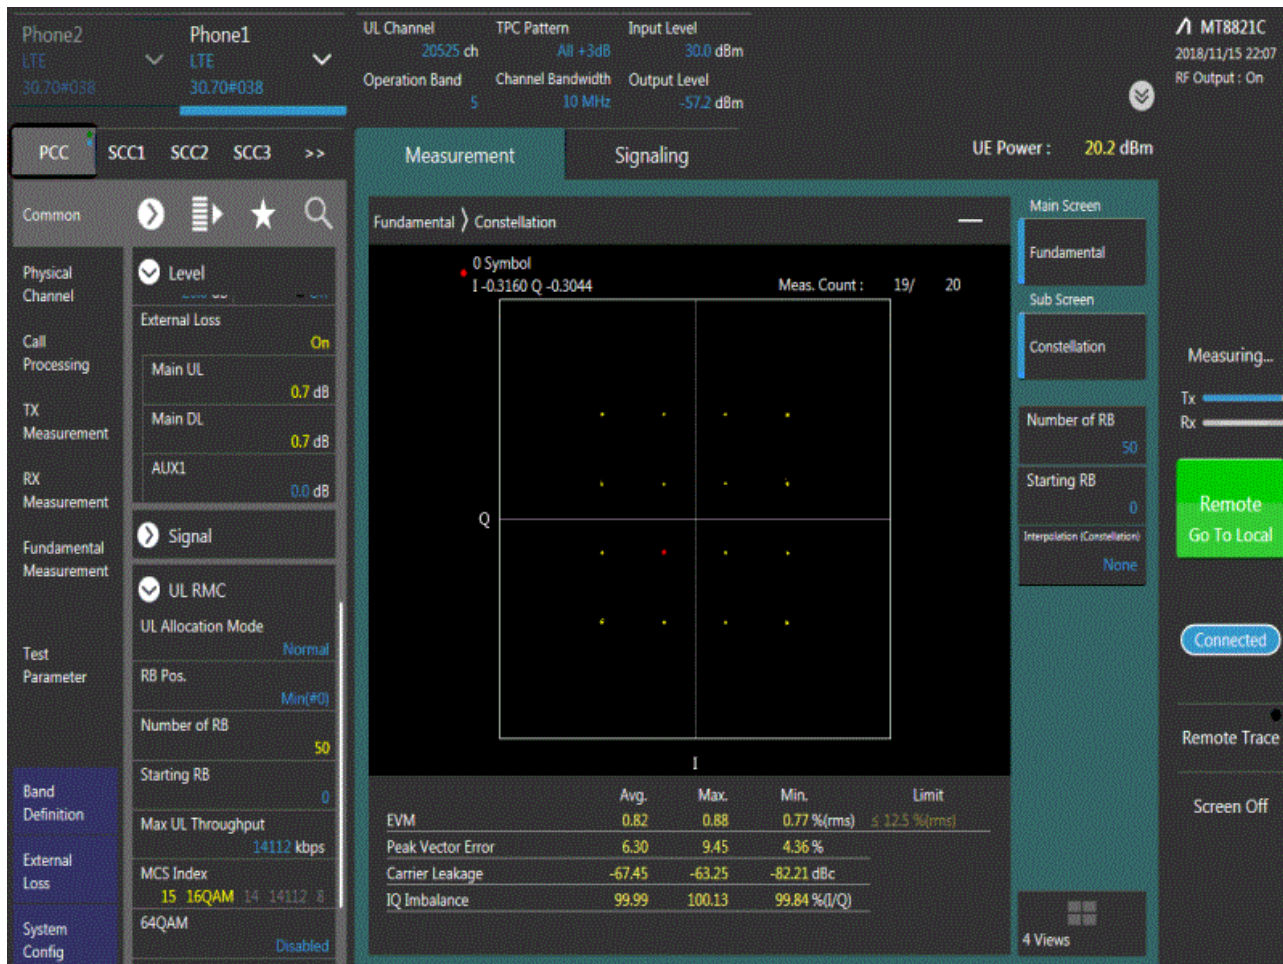 Phone2
LTE
30.70#038
Phone1
LTE
30.70#038
UL Channel
20525 ch
TPC Pattern
All +3dB
Input Level
30.0 dBm
Operation Band
5
Channel Bandwidth
10 MHz
Output Level
-57.2 dBm
MT8821C
2018/11/15 22:07
RF Output : On
PCC SCC1 SCC2 SCC3 >>
Measurement
Signaling
UE Power : 20.2 dBm
Common
Physical
Channel
Call
Processing
TX
Measurement
RX
Measurement
Fundamental
Measurement
Test
Parameter
Band
Definition
External
Loss
System
Config
Level
External Loss
On
Main UL
0.7 dB
Main DL
0.7 dB
AUX1
0.0 dB
Signal
UL RMC
UL Allocation Mode
Normal
RB Pos.
Min(#0)
Number of RB
50
Starting RB
0
Max UL Throughput
14112 kbps
MCS Index
15 16QAM 14 14112 8
64QAM
Disabled
Fundamental 〉 Constellation
0 Symbol
I -0.3160 Q -0.3044
Meas. Count : 19/ 20
Q
I
Avg. Max. Min. Limit
EVM 0.82 0.88 0.77 %(rms) ≤ 12.5 %(rms)
Peak Vector Error 6.30 9.45 4.36 %
Carrier Leakage -67.45 -63.25 -82.21 dBc
IQ Imbalance 99.99 100.13 99.84 %(I/Q)
Main Screen
Fundamental
Sub Screen
Constellation
Number of RB
50
Starting RB
0
Interpolation (Constellation)
None
4 Views
Measuring...
Tx
Rx
Remote
Go To Local
Connected
Remote Trace
Screen Off